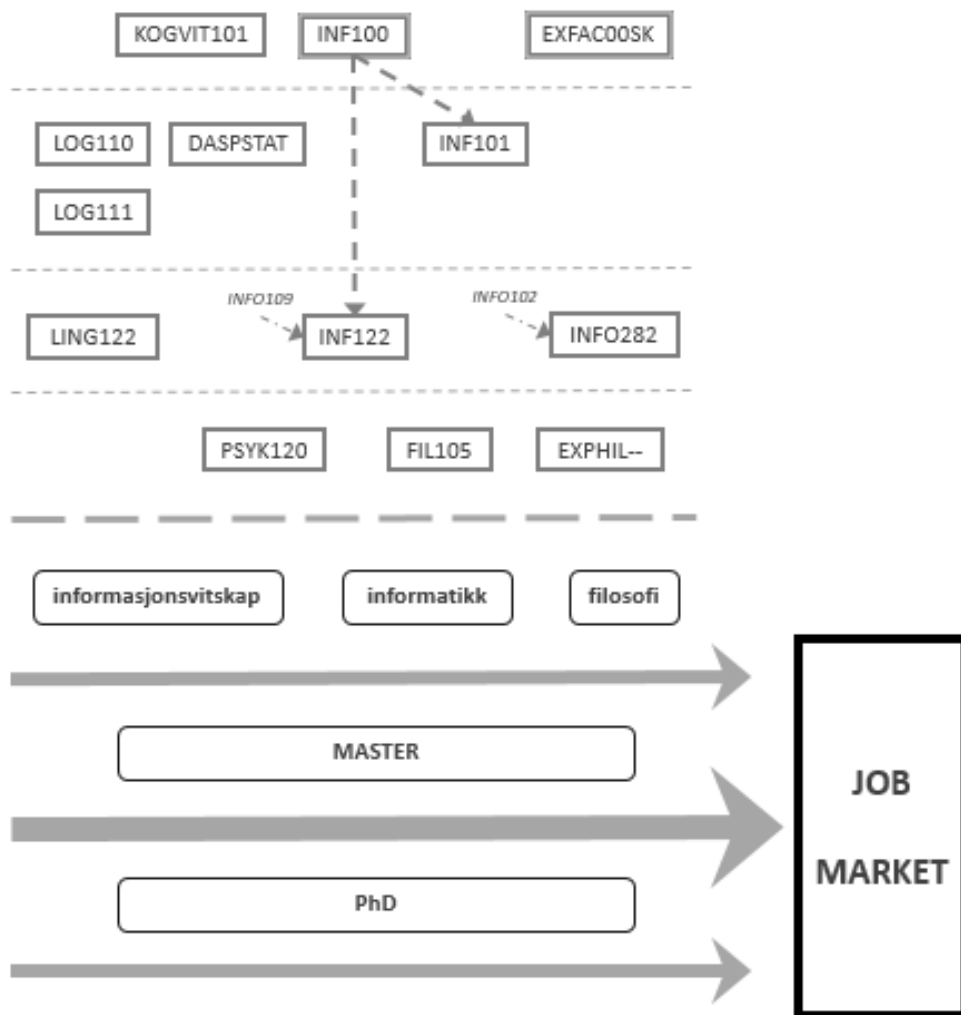 KOGVIT101 INF100 EXFAC00SK
LOG110 DASPSTAT INF101
LOG111
INFO109 INFO102
LING122 INF122 INFO282
PSYK120 FIL105 EXPHIL--
informasjonsvitskap informatikk filosofi
MASTER
JOB
MARKET
PhD